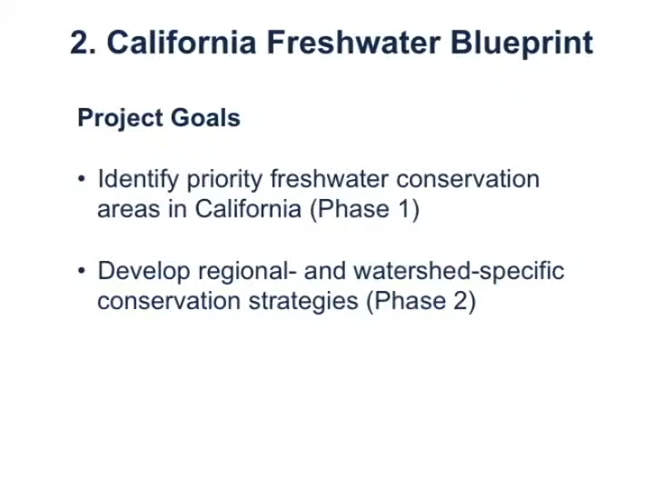 2. California Freshwater Blueprint
Project Goals
• Identify priority freshwater conservation
areas in California (Phase 1)
• Develop regional- and watershed-specific
conservation strategies (Phase 2)